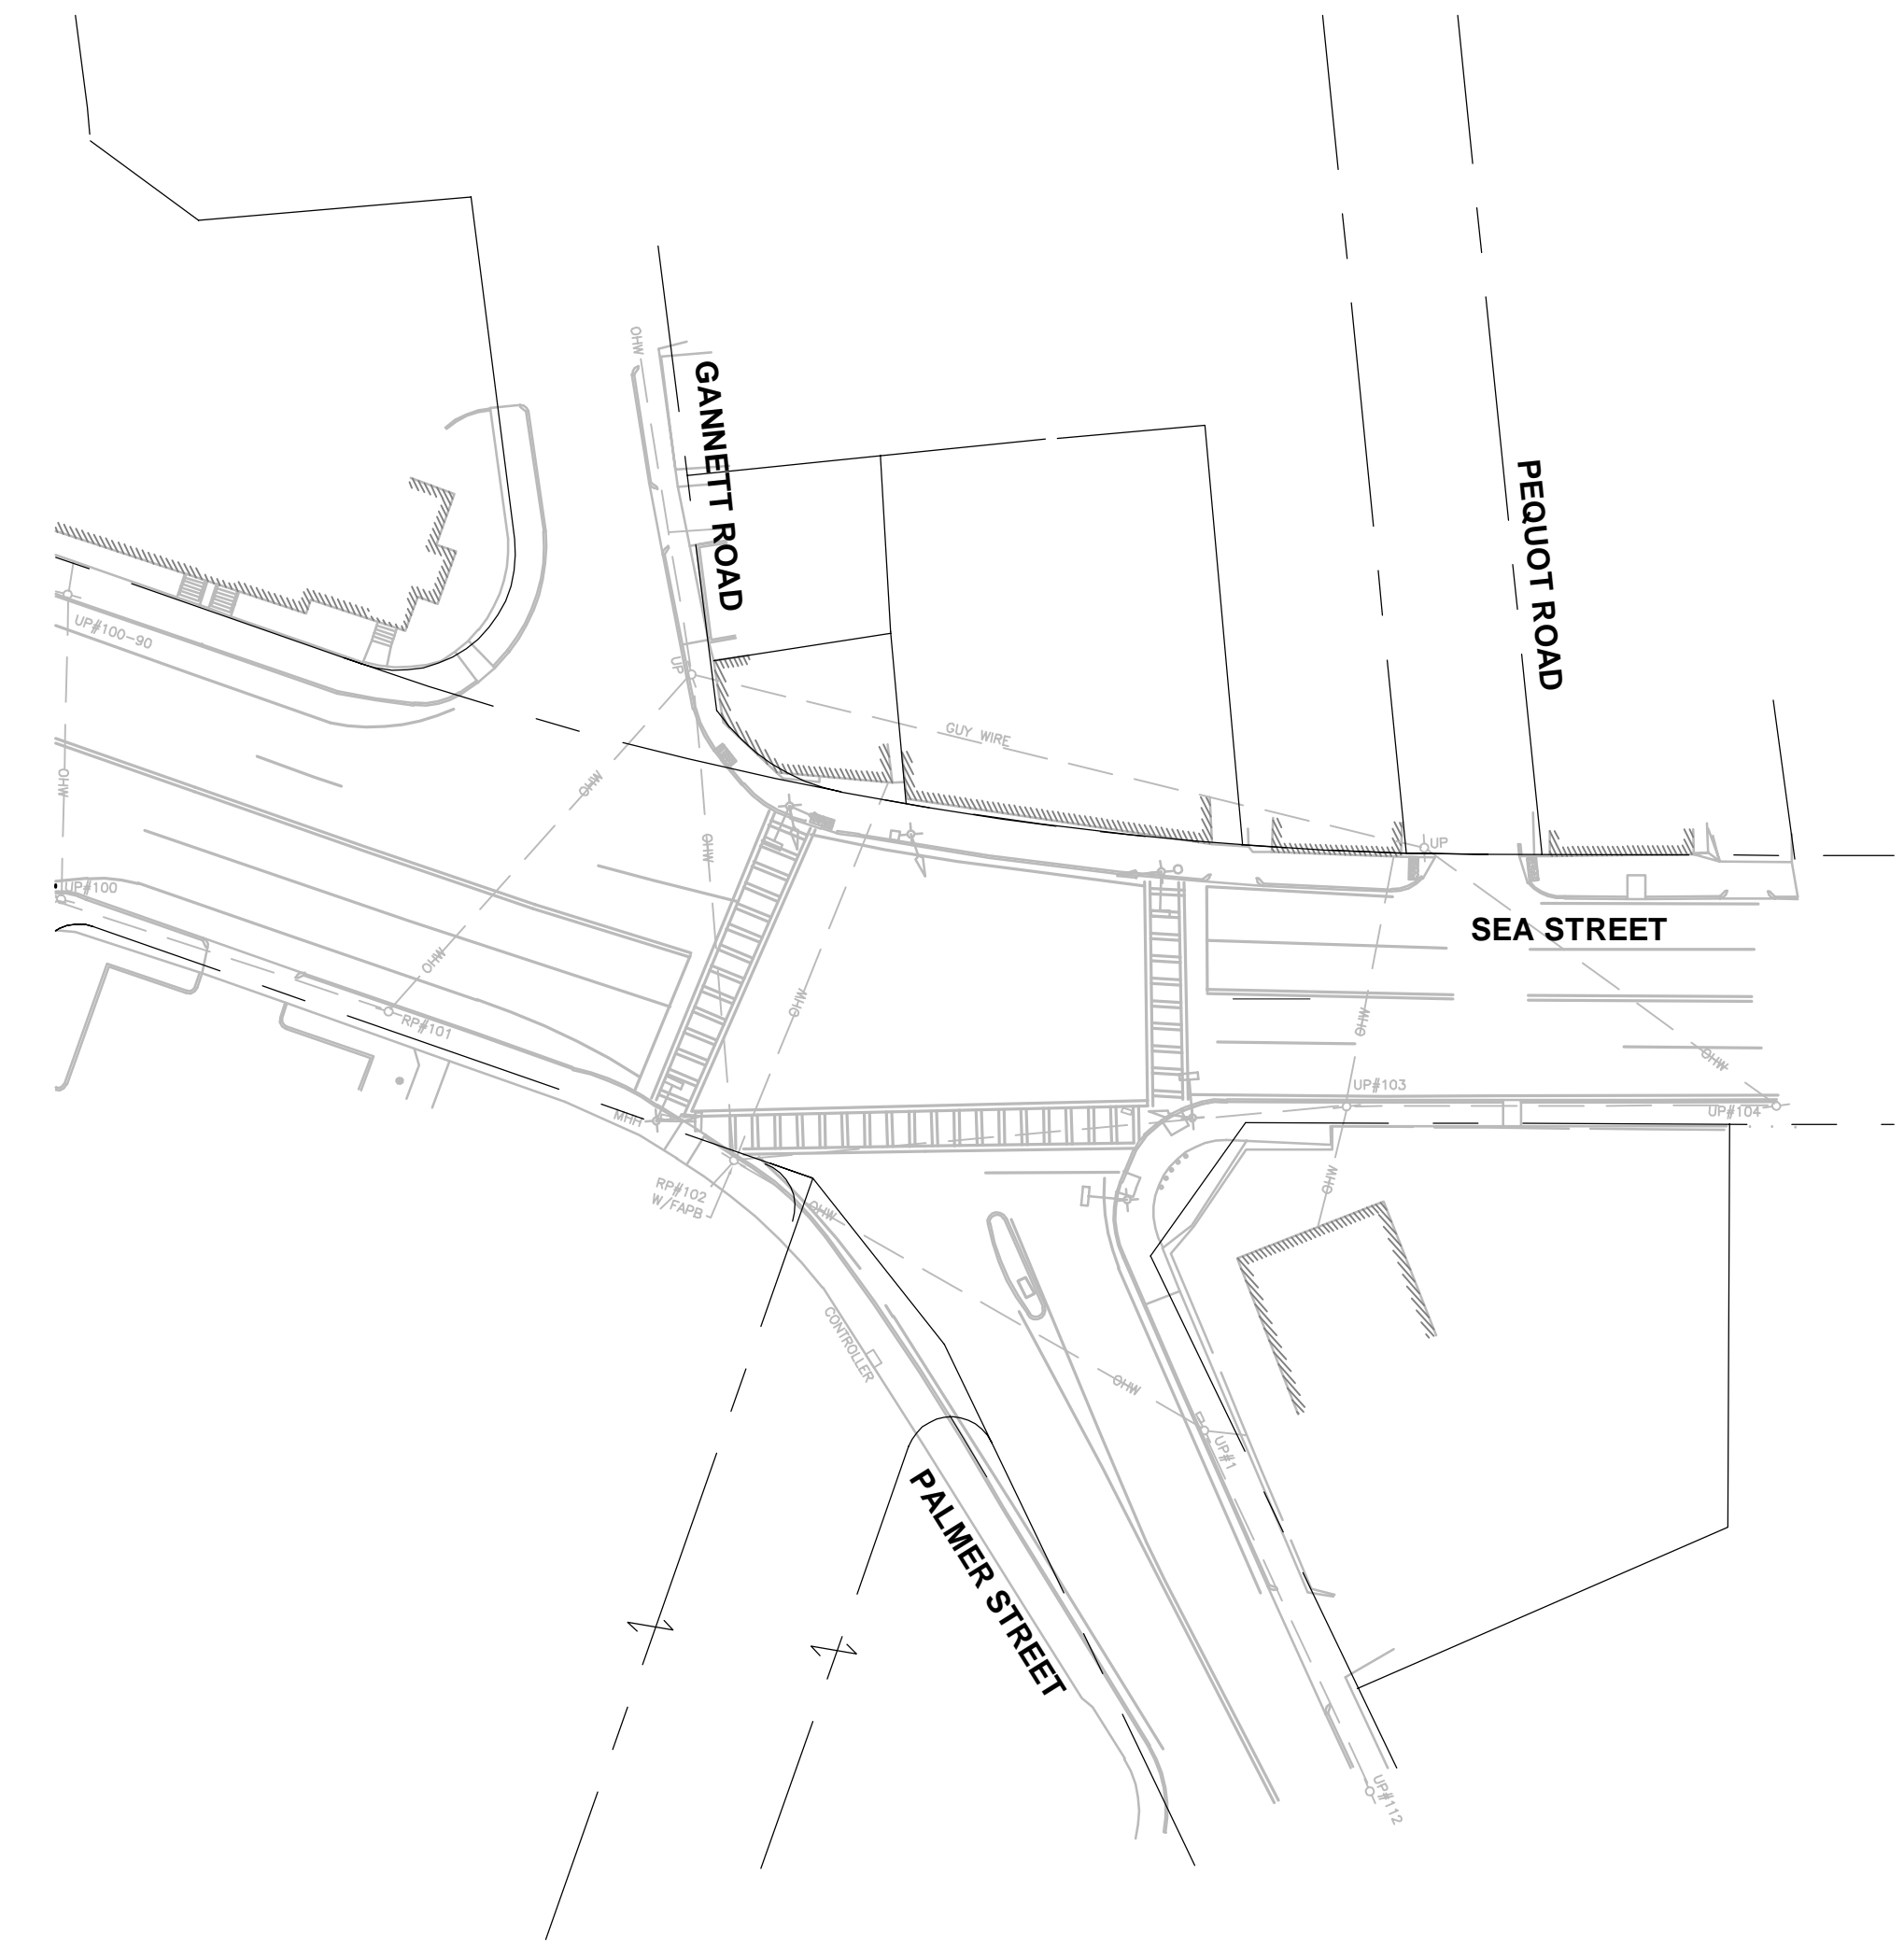 OHW
GANNETT ROAD
PEQUOT ROAD
UP#100-90
UP
GUY WIRE
OHW
OHW
OHW
UP
UP#100
SEA STREET
OHW
OHW
RP#101
OHW
OHW
UP#103
UP#104
MHH
RP#102
W/FAPB
OHW
OHW
CONTROLLER
OHW
UP#1
PALMER STREET
UP#112